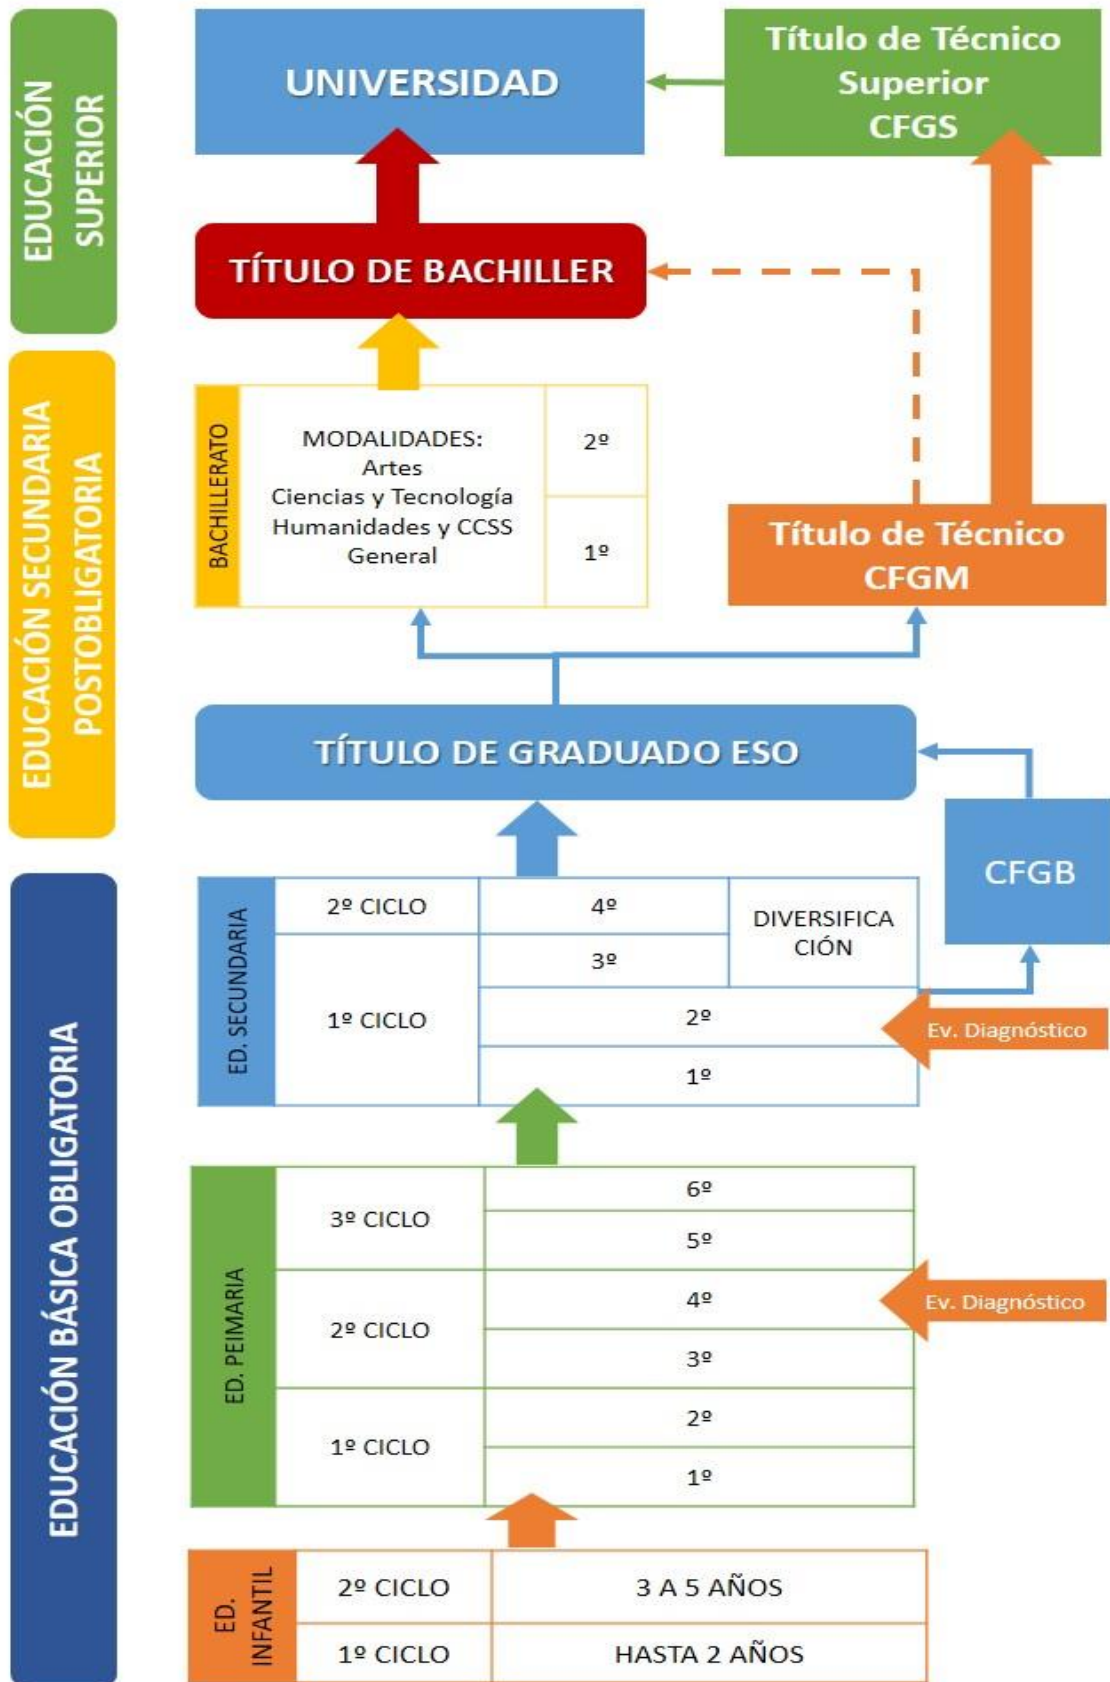 EDUCACIÓN
SUPERIOR
UNIVERSIDAD
Título de Técnico
Superior
CFGS
TÍTULO DE BACHILLER
EDUCACIÓN SECUNDARIA
POSTOBLIGATORIA
BACHILLERATO
MODALIDADES:
Artes
Ciencias y Tecnología
Humanidades y CCSS
General
2º
1º
Título de Técnico
CFGM
TÍTULO DE GRADUADO ESO
CFGB
EDUCACIÓN BÁSICA OBLIGATORIA
ED. SECUNDARIA
2º CICLO
4º
DIVERSIFICA
CIÓN
3º
1º CICLO
2º
Ev. Diagnóstico
1º
ED. PEIMARIA
3º CICLO
6º
5º
2º CICLO
4º
Ev. Diagnóstico
3º
1º CICLO
2º
1º
ED.
INFANTIL
2º CICLO
3 A 5 AÑOS
1º CICLO
HASTA 2 AÑOS